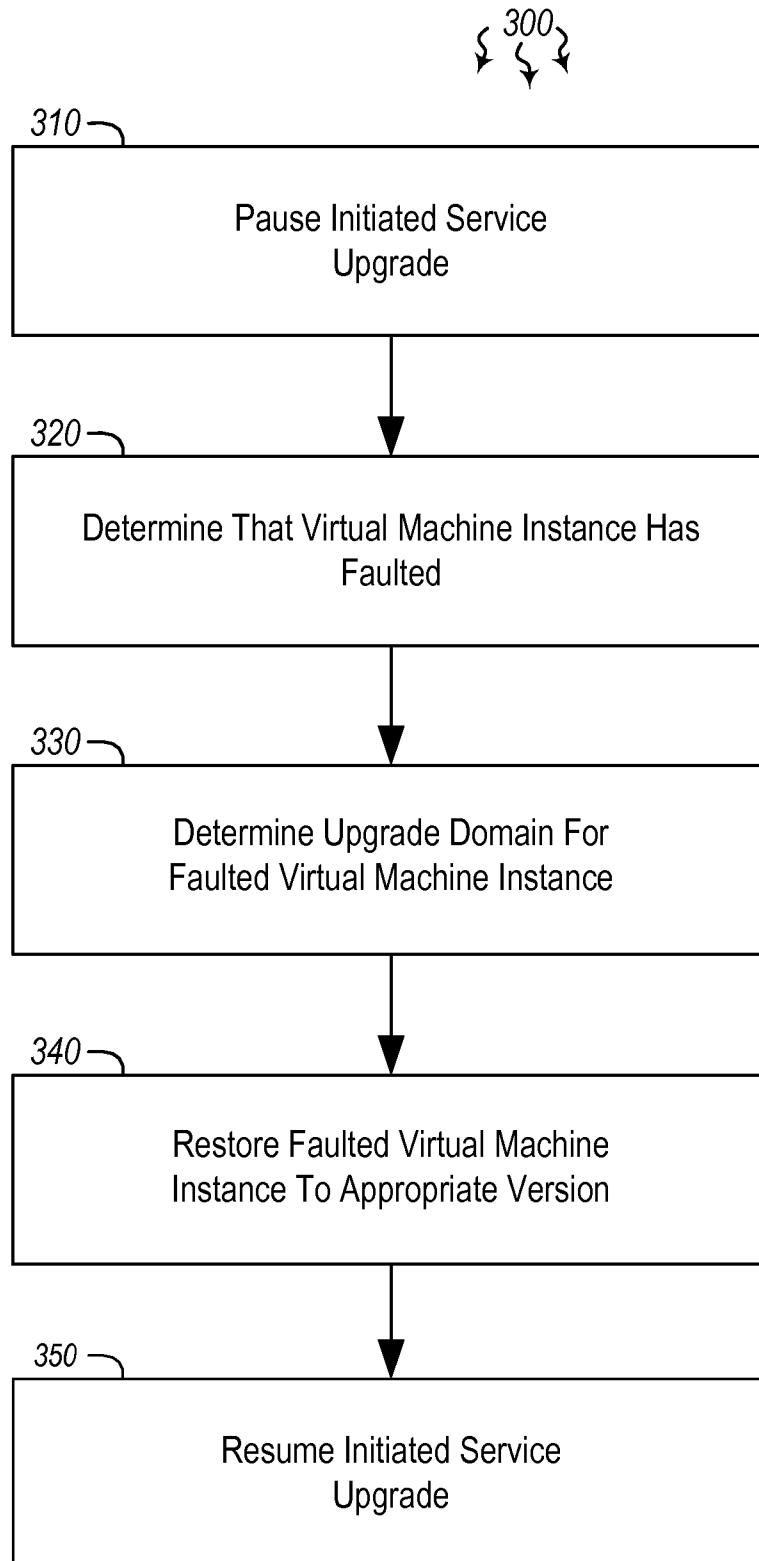 300
310
Pause Initiated Service
Upgrade
320
Determine That Virtual Machine Instance Has
Faulted
330
Determine Upgrade Domain For
Faulted Virtual Machine Instance
340
Restore Faulted Virtual Machine
Instance To Appropriate Version
350
Resume Initiated Service
Upgrade